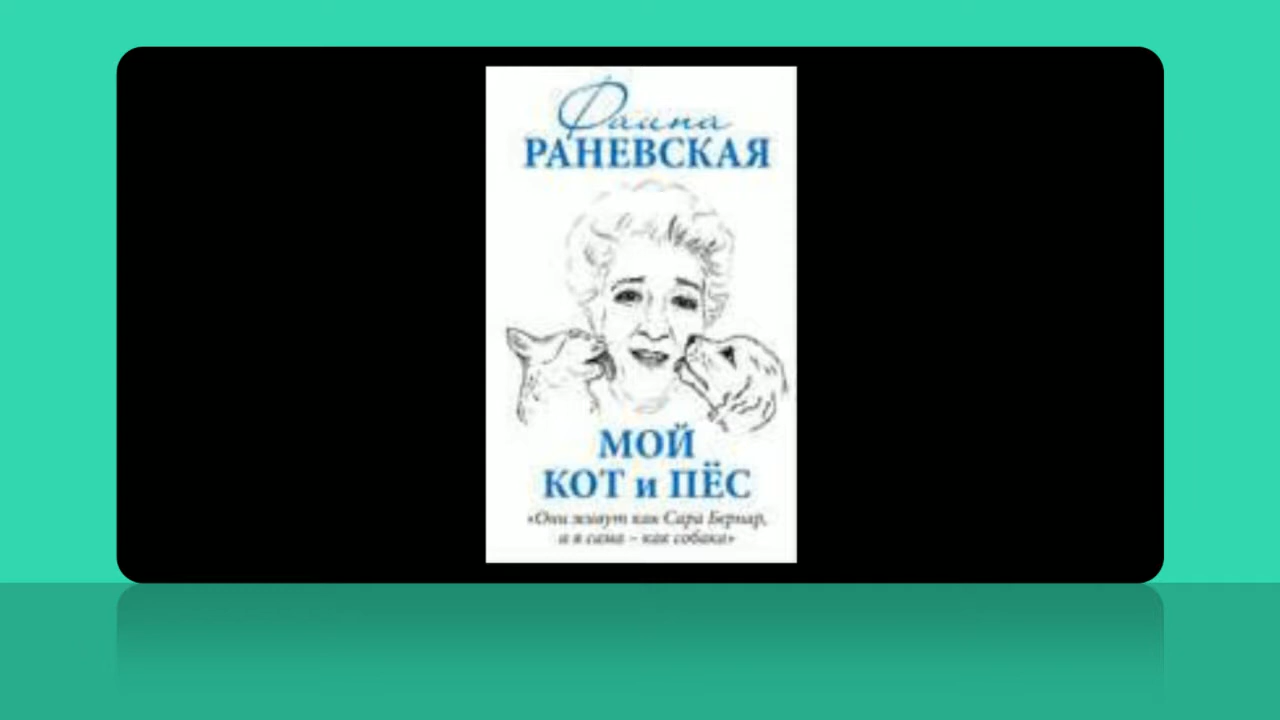 Фаина
РАНЕВСКАЯ
МОЙ
КОТ и ПЁС
«Они живут как Сара Бернар,
а я сама – как собака»